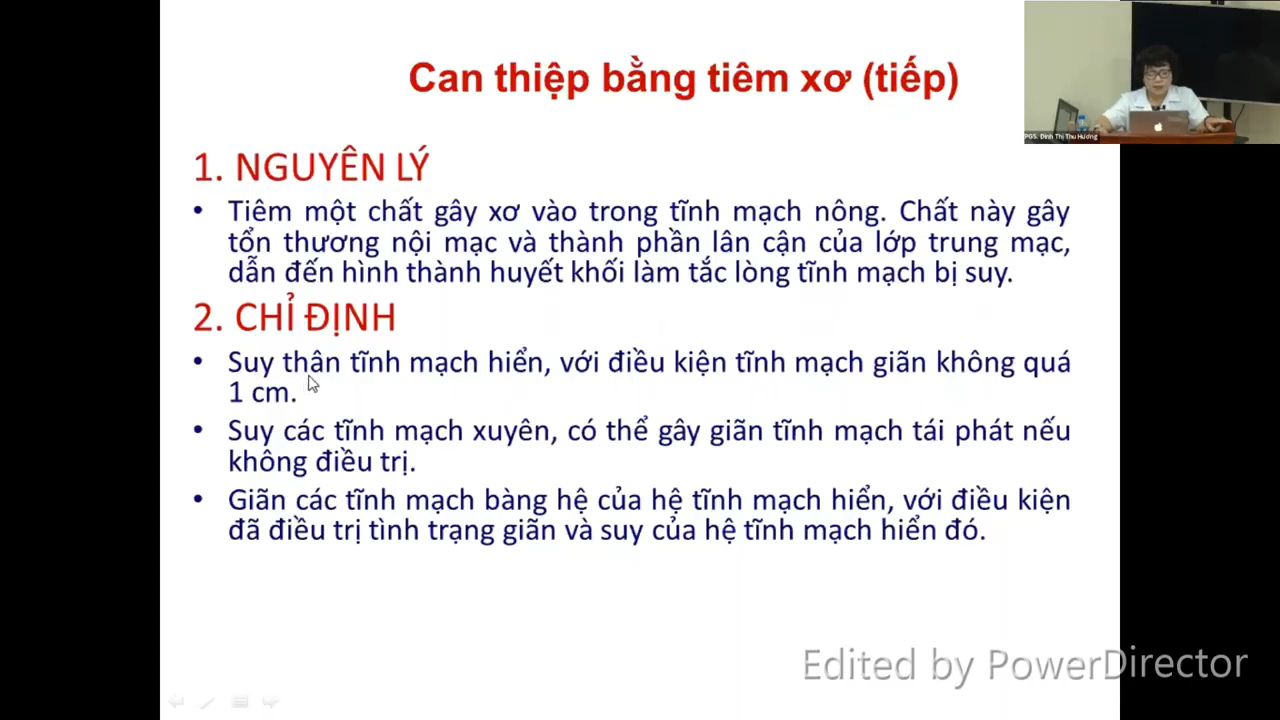 Can thiệp bằng tiêm xơ (tiếp)
PGS. Đinh Thị Thu Hương
1. NGUYÊN LÝ
• Tiêm một chất gây xơ vào trong tĩnh mạch nông. Chất này gây
tổn thương nội mạc và thành phần lân cận của lớp trung mạc,
dẫn đến hình thành huyết khối làm tắc lòng tĩnh mạch bị suy.
2. CHỈ ĐỊNH
• Suy thân tĩnh mạch hiển, với điều kiện tĩnh mạch giãn không quá
1 cm.
• Suy các tĩnh mạch xuyên, có thể gây giãn tĩnh mạch tái phát nếu
không điều trị.
• Giãn các tĩnh mạch bàng hệ của hệ tĩnh mạch hiển, với điều kiện
đã điều trị tình trạng giãn và suy của hệ tĩnh mạch hiển đó.
Edited by PowerDirector